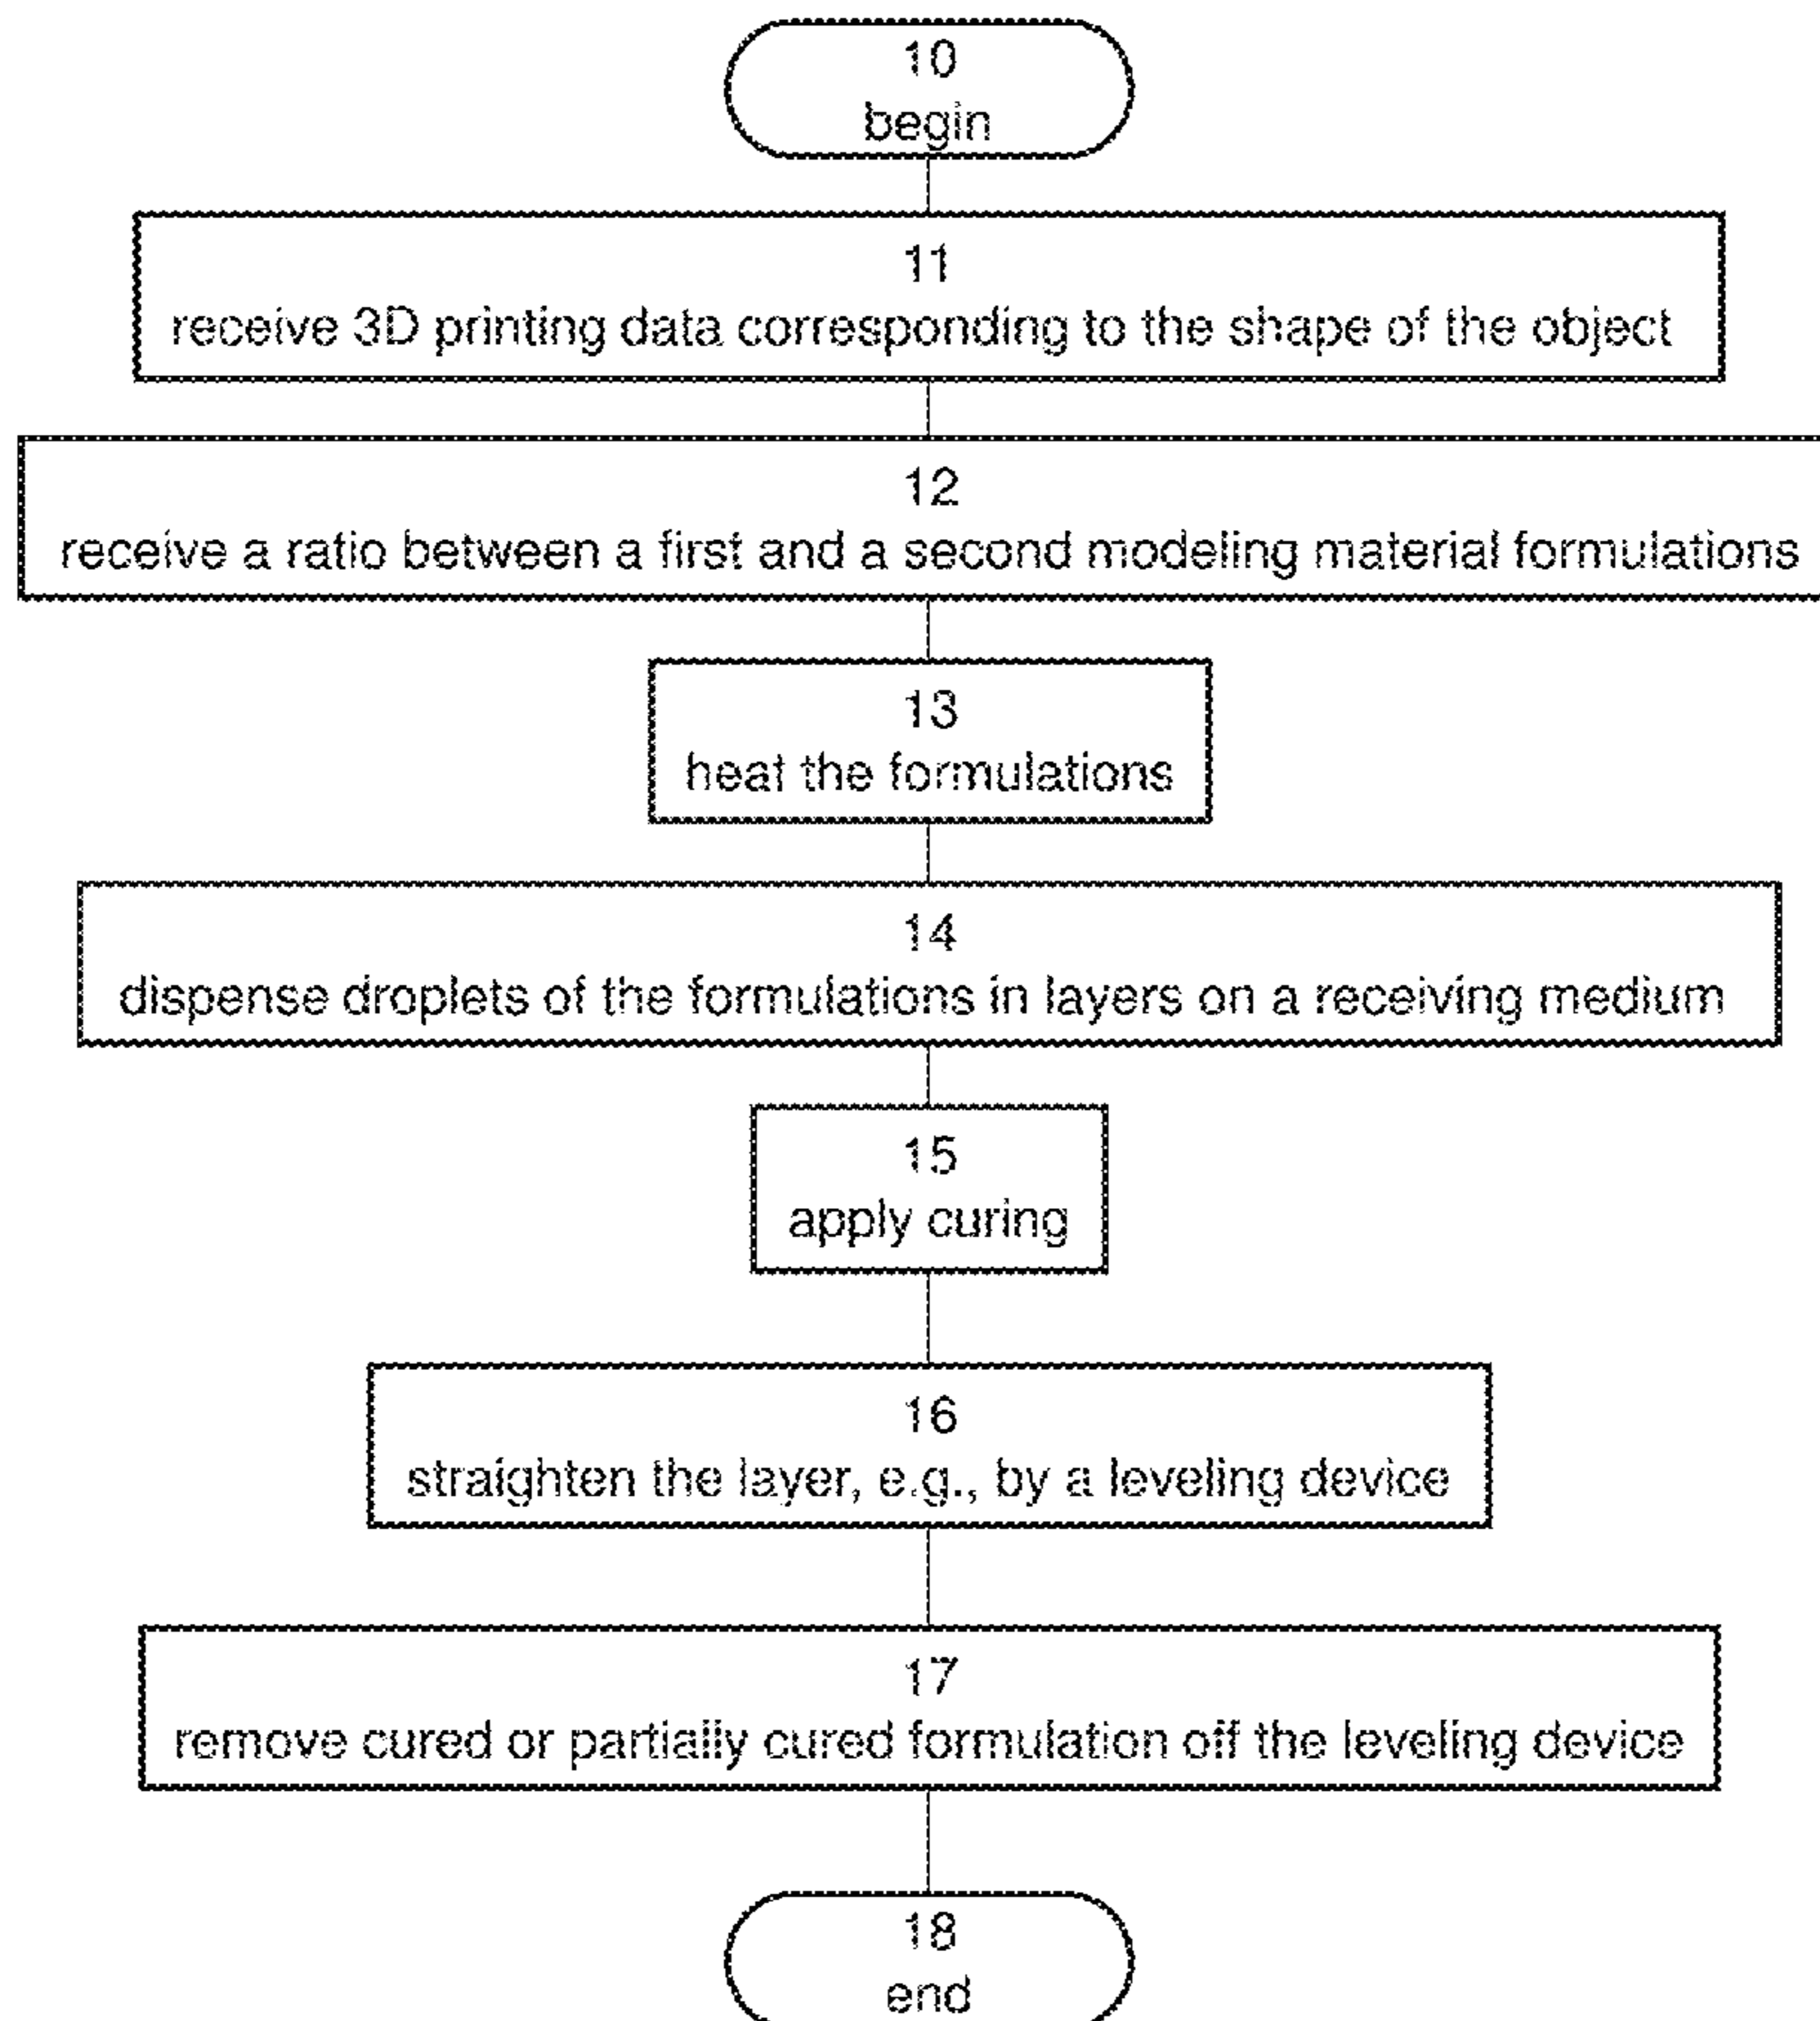 10
begin
11
receive 3D printing data corresponding to the shape of the object
12
receive a ratio between a first and a second modeling material formulations
13
heat the formulations
14
dispense droplets of the formulations in layers on a receiving medium
15
apply curing
16
straighten the layer, e.g., by a leveling device
17
remove cured or partially cured formulation off the leveling device
18
end